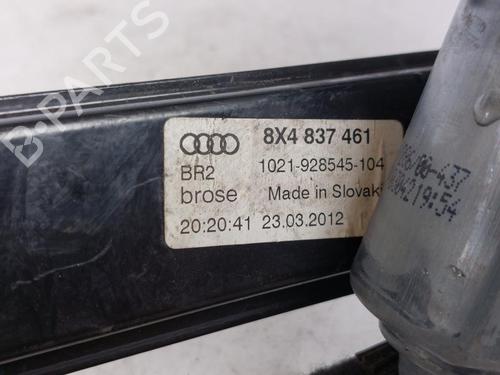 B-PARTS
8X4 837 461
BR2
1021-928545-104
brose
Made in Slovaki
20:20:41 23.03.2012